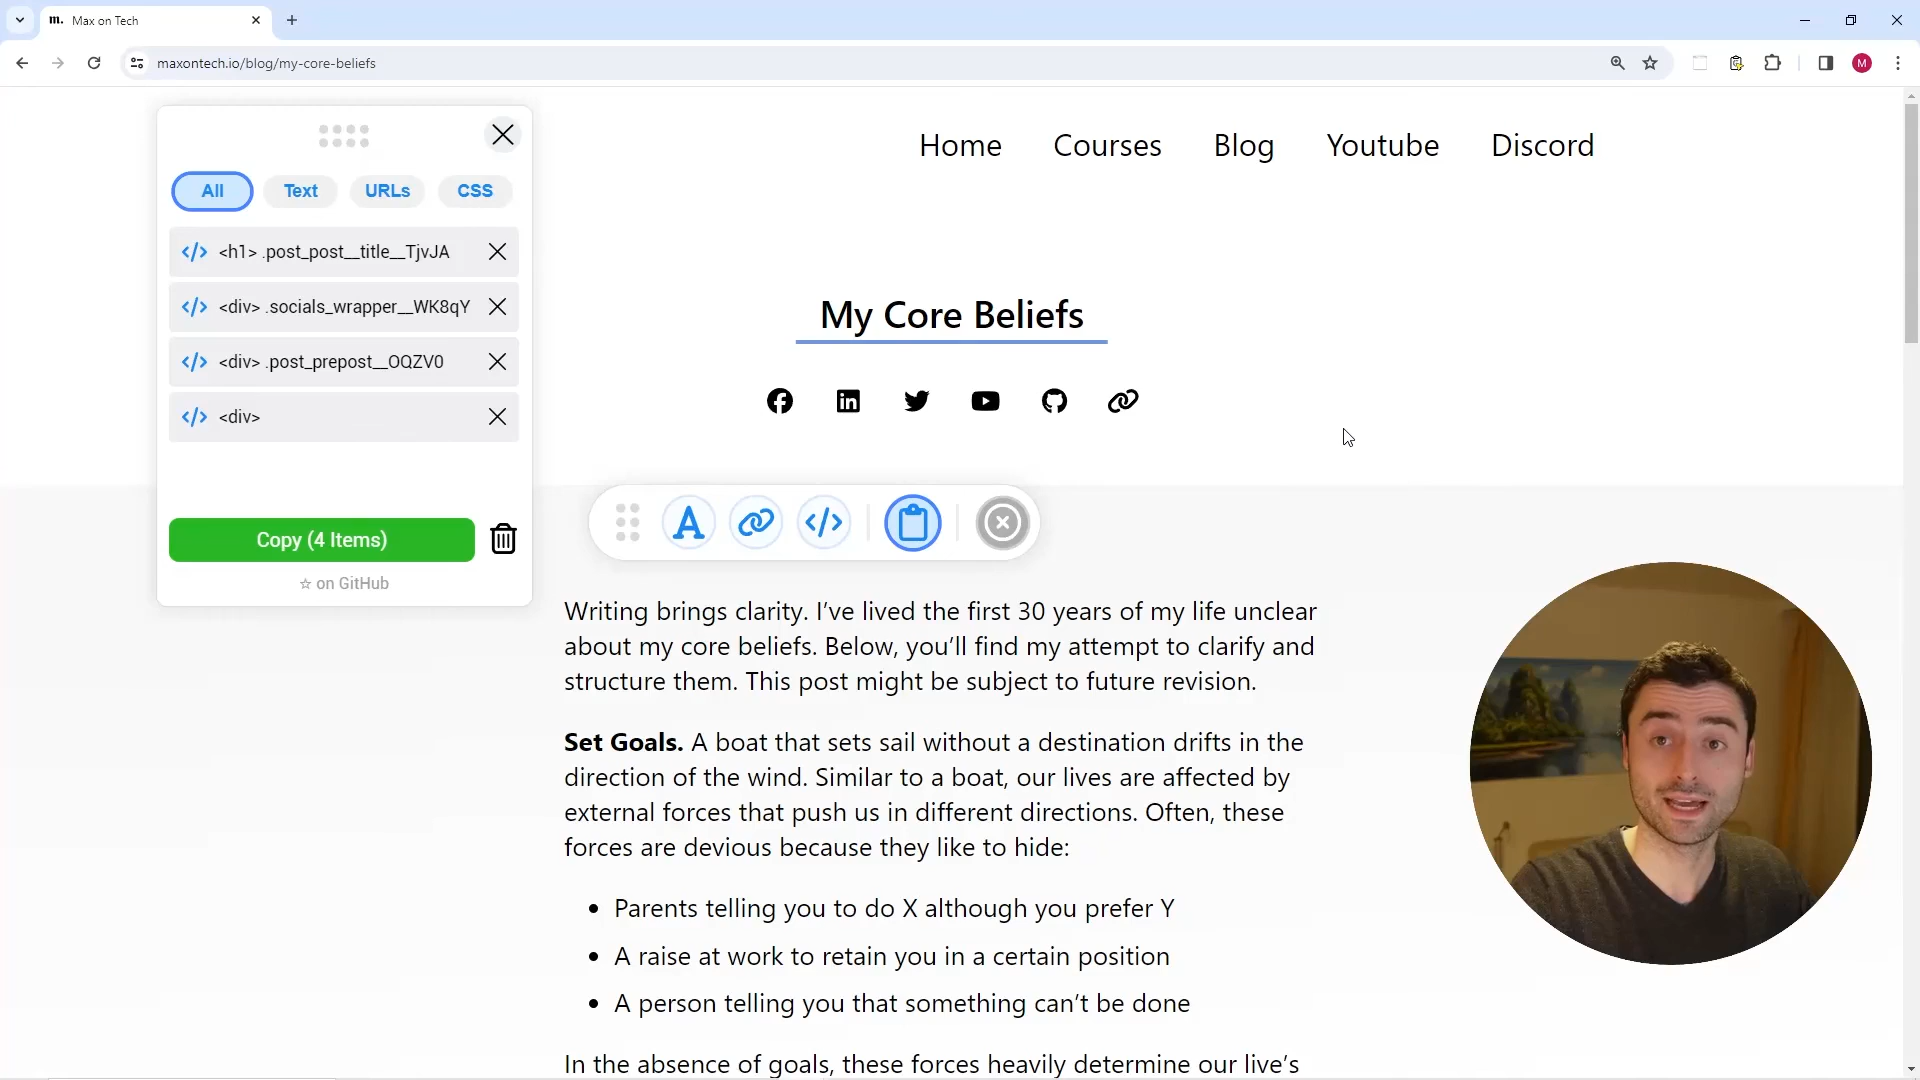 m. Max on Tech
maxontech.io/blog/my-core-beliefs
M
Home Courses Blog Youtube Discord
All Text URLs CSS
</> <h1> .post_post__title__TjvJA
</> <div> .socials_wrapper__WK8qY
</> <div> .post_prepost__OQZV0
</> <div>
Copy (4 Items)
☆ on GitHub
My Core Beliefs
A </>
Writing brings clarity. I’ve lived the first 30 years of my life unclear
about my core beliefs. Below, you’ll find my attempt to clarify and
structure them. This post might be subject to future revision.
Set Goals. A boat that sets sail without a destination drifts in the
direction of the wind. Similar to a boat, our lives are affected by
external forces that push us in different directions. Often, these
forces are devious because they like to hide:
• Parents telling you to do X although you prefer Y
• A raise at work to retain you in a certain position
• A person telling you that something can’t be done
In the absence of goals, these forces heavily determine our live’s